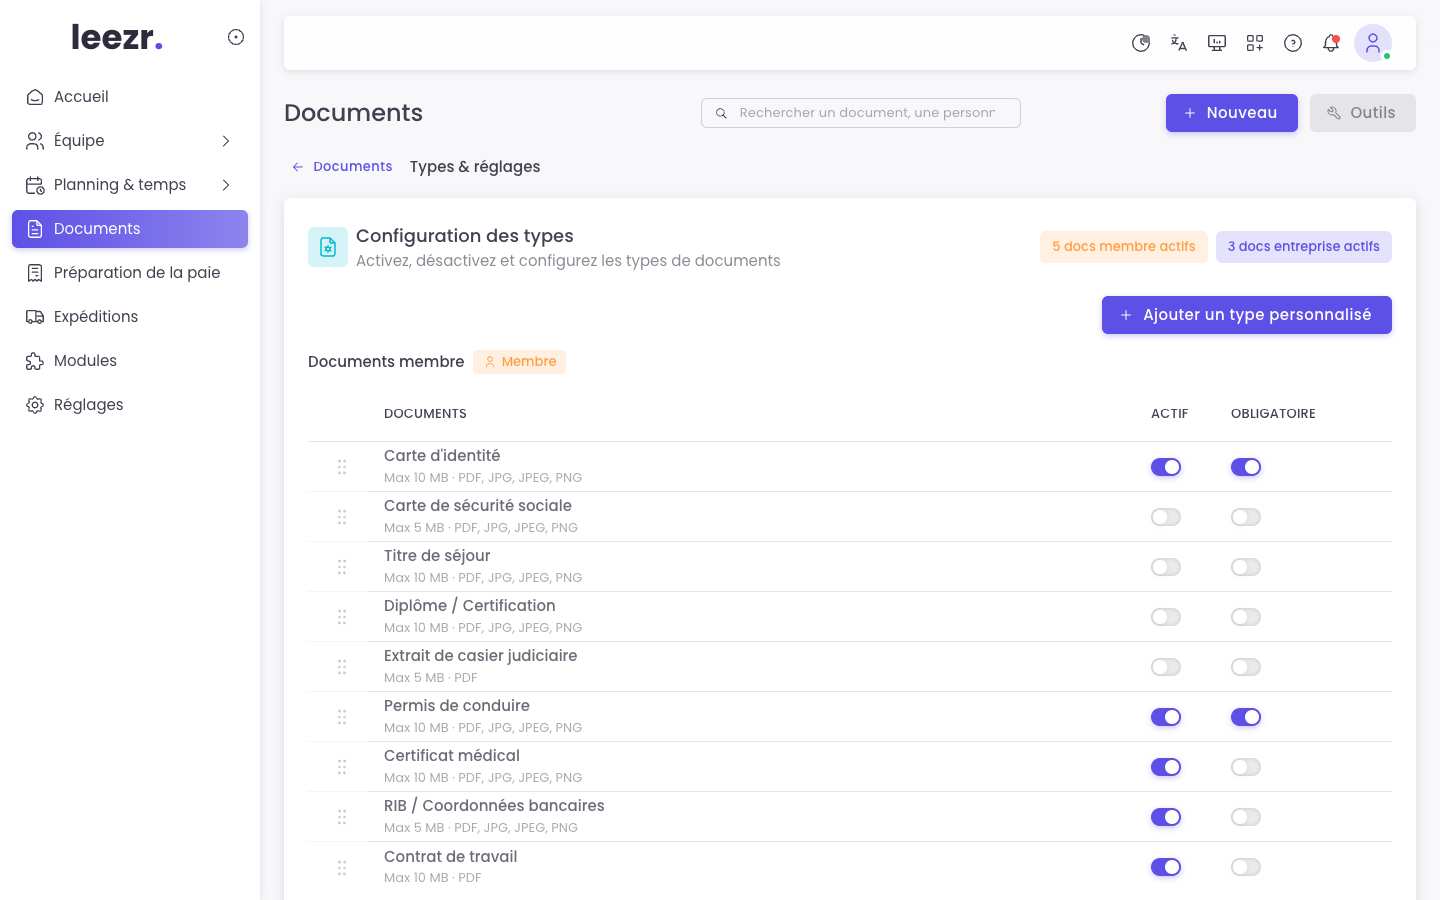 leezr.
Accueil
Équipe
Planning & temps
Documents
Préparation de la paie
Expéditions
Modules
Réglages
Documents
Rechercher un document, une personn
Nouveau
Outils
Documents
Types & réglages
Configuration des types
Activez, désactivez et configurez les types de documents
5 docs membre actifs
3 docs entreprise actifs
Ajouter un type personnalisé
Documents membre
Membre
DOCUMENTS ACTIF OBLIGATOIRE
Carte d'identité
Max 10 MB · PDF, JPG, JPEG, PNG
Carte de sécurité sociale
Max 5 MB · PDF, JPG, JPEG, PNG
Titre de séjour
Max 10 MB · PDF, JPG, JPEG, PNG
Diplôme / Certification
Max 10 MB · PDF, JPG, JPEG, PNG
Extrait de casier judiciaire
Max 5 MB · PDF
Permis de conduire
Max 10 MB · PDF, JPG, JPEG, PNG
Certificat médical
Max 10 MB · PDF, JPG, JPEG, PNG
RIB / Coordonnées bancaires
Max 5 MB · PDF, JPG, JPEG, PNG
Contrat de travail
Max 10 MB · PDF